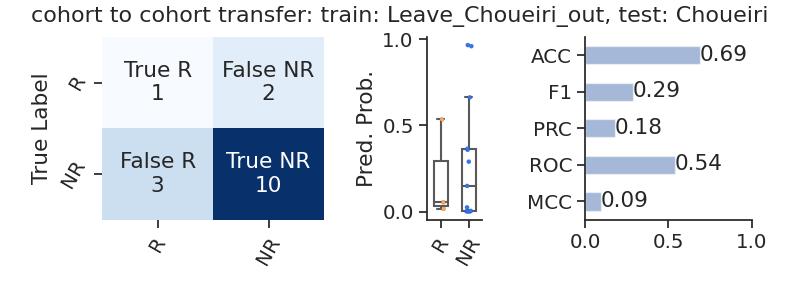 cohort to cohort transfer: train: Leave_Choueiri_out, test: Choueiri
True Label
R
NR
True R
1
False NR
2
False R
3
True NR
10
R
NR
Pred. Prob.
1.0
0.5
0.0
R
NR
ACC
0.69
F1
0.29
PRC
0.18
ROC
0.54
MCC
0.09
0.0
0.5
1.0